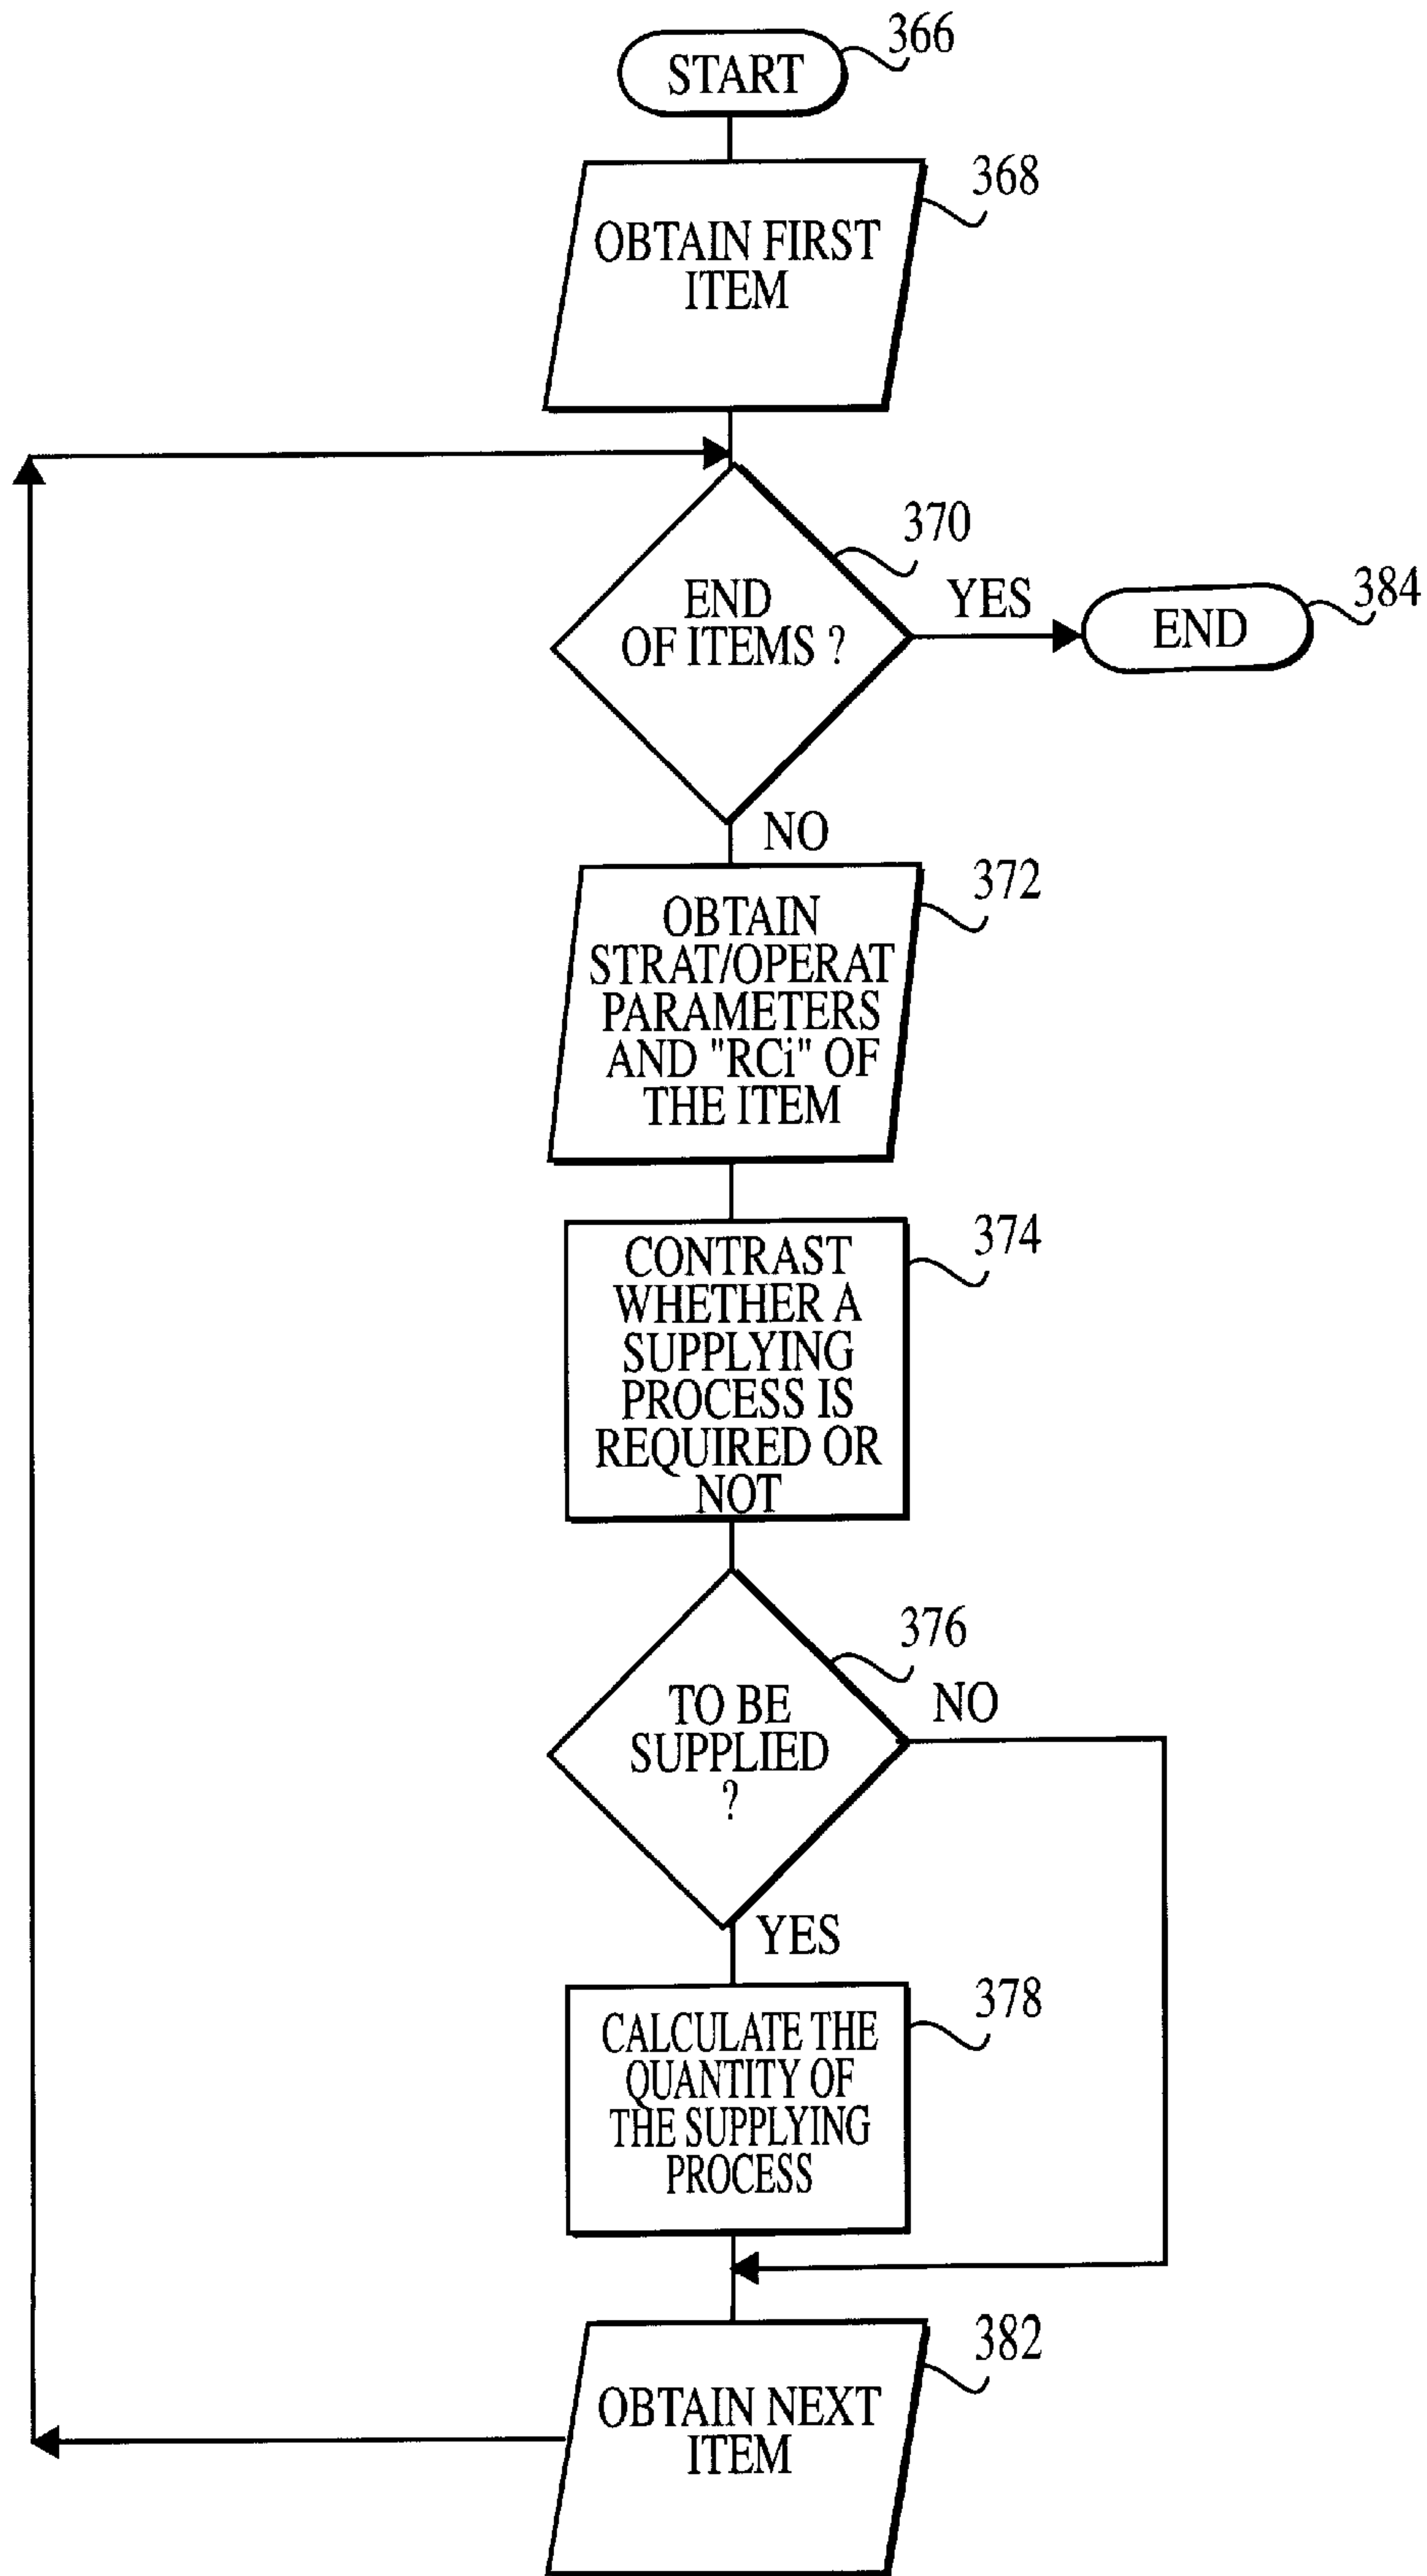 366
START
368
OBTAIN FIRST
ITEM
370
END
OF ITEMS ?
YES
384
END
NO
372
OBTAIN
STRAT/OPERAT
PARAMETERS
AND "RCi" OF
THE ITEM
374
CONTRAST
WHETHER A
SUPPLYING
PROCESS IS
REQUIRED OR
NOT
376
NO
TO BE
SUPPLIED
?
YES
378
CALCULATE THE
QUANTITY OF
THE SUPPLYING
PROCESS
382
OBTAIN NEXT
ITEM